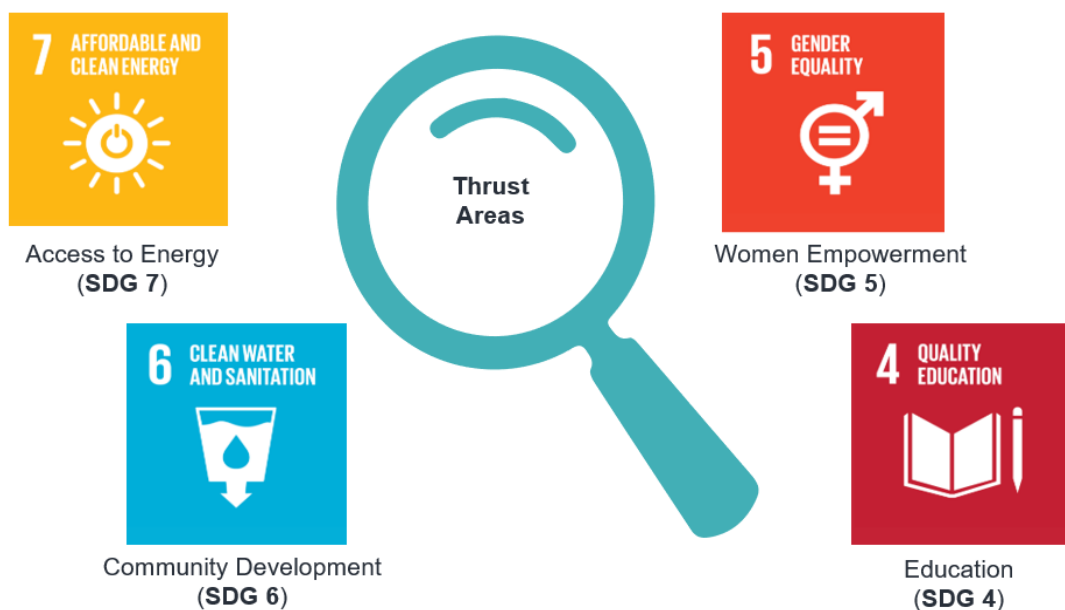 7 AFFORDABLE AND
CLEAN ENERGY
Access to Energy
(SDG 7)
6 CLEAN WATER
AND SANITATION
Community Development
(SDG 6)
Thrust
Areas
5 GENDER
EQUALITY
Women Empowerment
(SDG 5)
4 QUALITY
EDUCATION
Education
(SDG 4)